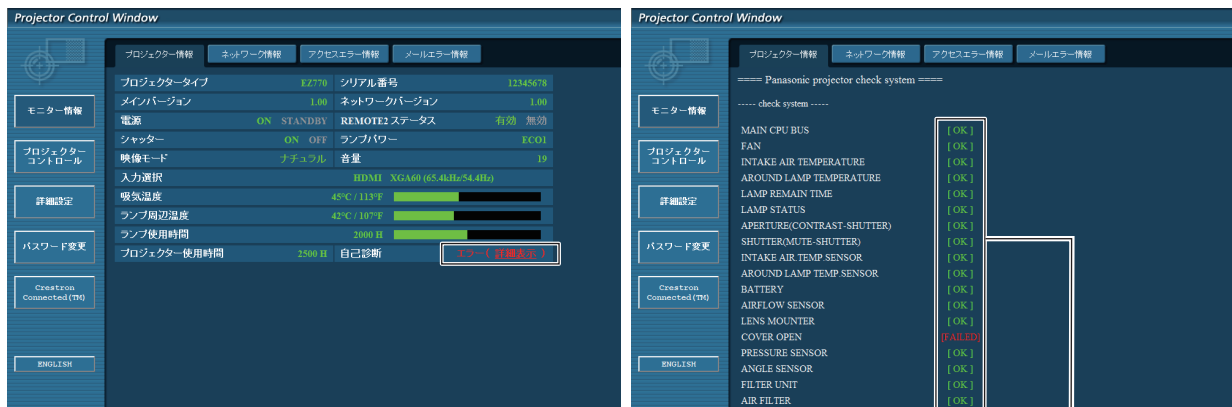 Projector Control Window
プロジェクター情報 ネットワーク情報 アクセスエラー情報 メールエラー情報
モニター情報
プロジェクター
コントロール
詳細設定
パスワード変更
Crestron
Connected(TM)
ENGLISH
プロジェクタータイプ EZ770 シリアル番号 12345678
メインバージョン 1.00 ネットワークバージョン 1.00
電源 ON STANDBY REMOTE2 ステータス 有効 無効
シャッター ON OFF ランプパワー ECO1
映像モード ナチュラル 音量 19
入力選択 HDMI XGA60 (65.4kHz/54.4Hz)
吸気温度 45°C / 113°F
ランプ周辺温度 42°C / 107°F
ランプ使用時間 2000 H
プロジェクター使用時間 2500 H 自己診断 エラー ( 詳細表示 )
Projector Control Window
プロジェクター情報 ネットワーク情報 アクセスエラー情報 メールエラー情報
モニター情報
プロジェクター
コントロール
詳細設定
パスワード変更
Crestron
Connected(TM)
ENGLISH
==== Panasonic projector check system ====
----- check system -----
MAIN CPU BUS [ OK ]
FAN [ OK ]
INTAKE AIR TEMPERATURE [ OK ]
AROUND LAMP TEMPERATURE [ OK ]
LAMP REMAIN TIME [ OK ]
LAMP STATUS [ OK ]
APERTURE(CONTRAST-SHUTTER) [ OK ]
SHUTTER(MUTE-SHUTTER) [ OK ]
INTAKE AIR.TEMP.SENSOR [ OK ]
AROUND LAMP TEMP.SENSOR [ OK ]
BATTERY [ OK ]
AIRFLOW SENSOR [ OK ]
LENS MOUNTER [ OK ]
COVER OPEN [FAILED]
PRESSURE SENSOR [ OK ]
ANGLE SENSOR [ OK ]
FILTER UNIT [ OK ]
AIR FILTER [ OK ]